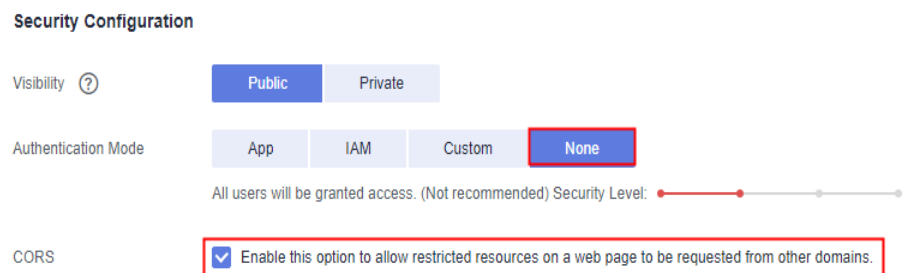 Security Configuration
Visibility ? Public Private
Authentication Mode App IAM Custom None
All users will be granted access. (Not recommended) Security Level:
CORS Enable this option to allow restricted resources on a web page to be requested from other domains.